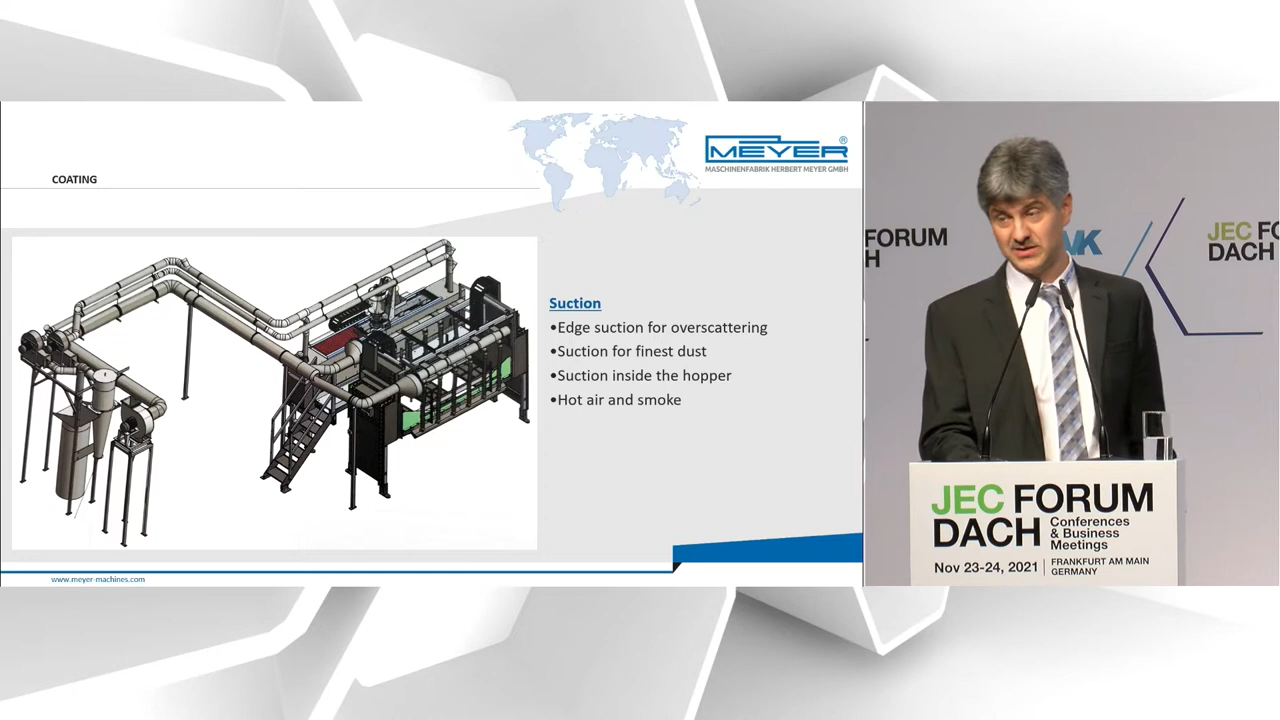 COATING
MEYER®
MASCHINENFABRIK HERBERT MEYER GMBH
Suction
•Edge suction for overscattering
•Suction for finest dust
•Suction inside the hopper
•Hot air and smoke
www.meyer-machines.com
FORUM
H
VK
JEC FO
DACH
JEC FORUM
DACH Conferences
& Business
Meetings
Nov 23-24, 2021 | FRANKFURT AM MAIN
GERMANY